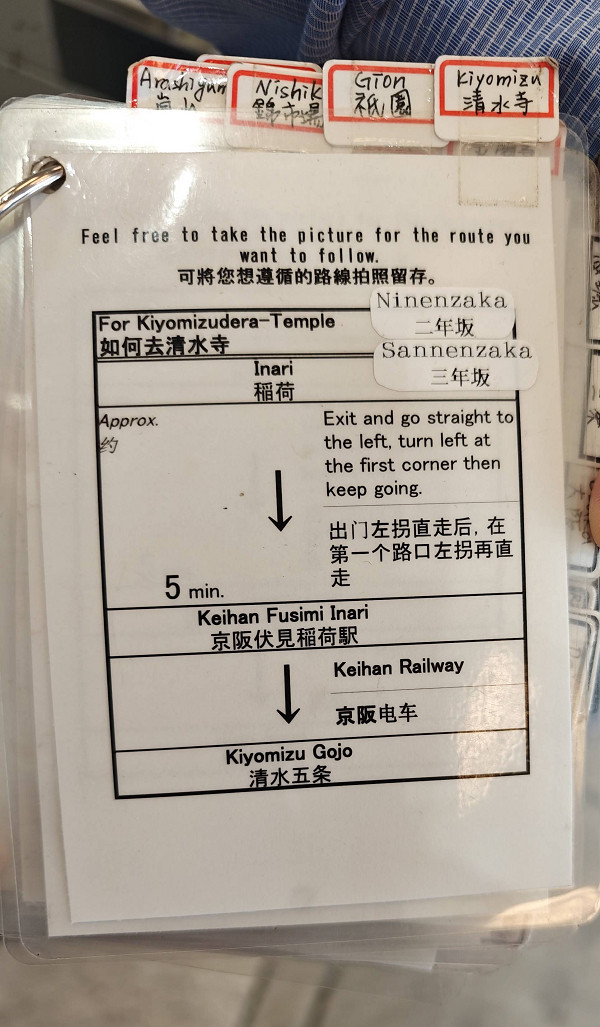 Arashiyam
嵐山
Nishik
錦市場
Gion
祇園
Kiyomizu
清水寺
Feel free to take the picture for the route you
want to follow.
可將您想遵循的路線拍照留存。
For Kiyomizudera-Temple
如何去清水寺
Ninenzaka
二年坂
Sannenzaka
三年坂
Inari
稲荷
Approx.
约
Exit and go straight to
the left, turn left at
the first corner then
keep going.
出门左拐直走后, 在
第一个路口左拐再直
走
5 min.
Keihan Fusimi Inari
京阪伏見稲荷駅
Keihan Railway
京阪电车
Kiyomizu Gojo
清水五条